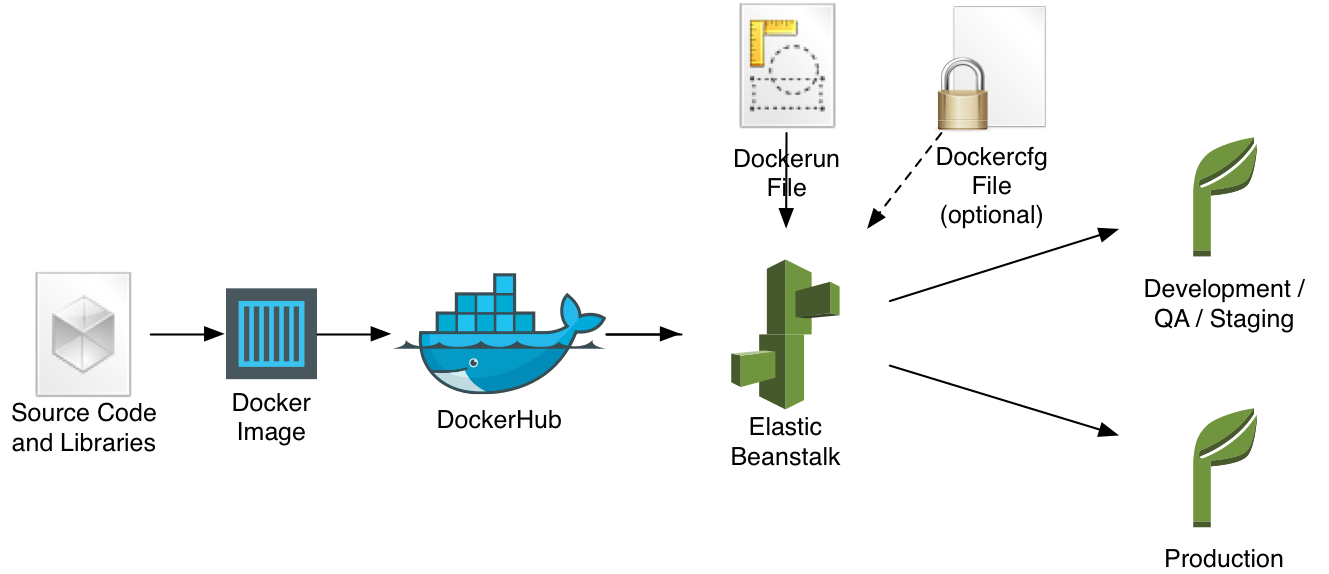 Dockerun
File
Dockercfg
File
(optional)
Development /
QA / Staging
Source Code
and Libraries
Docker
Image
DockerHub
Elastic
Beanstalk
Production